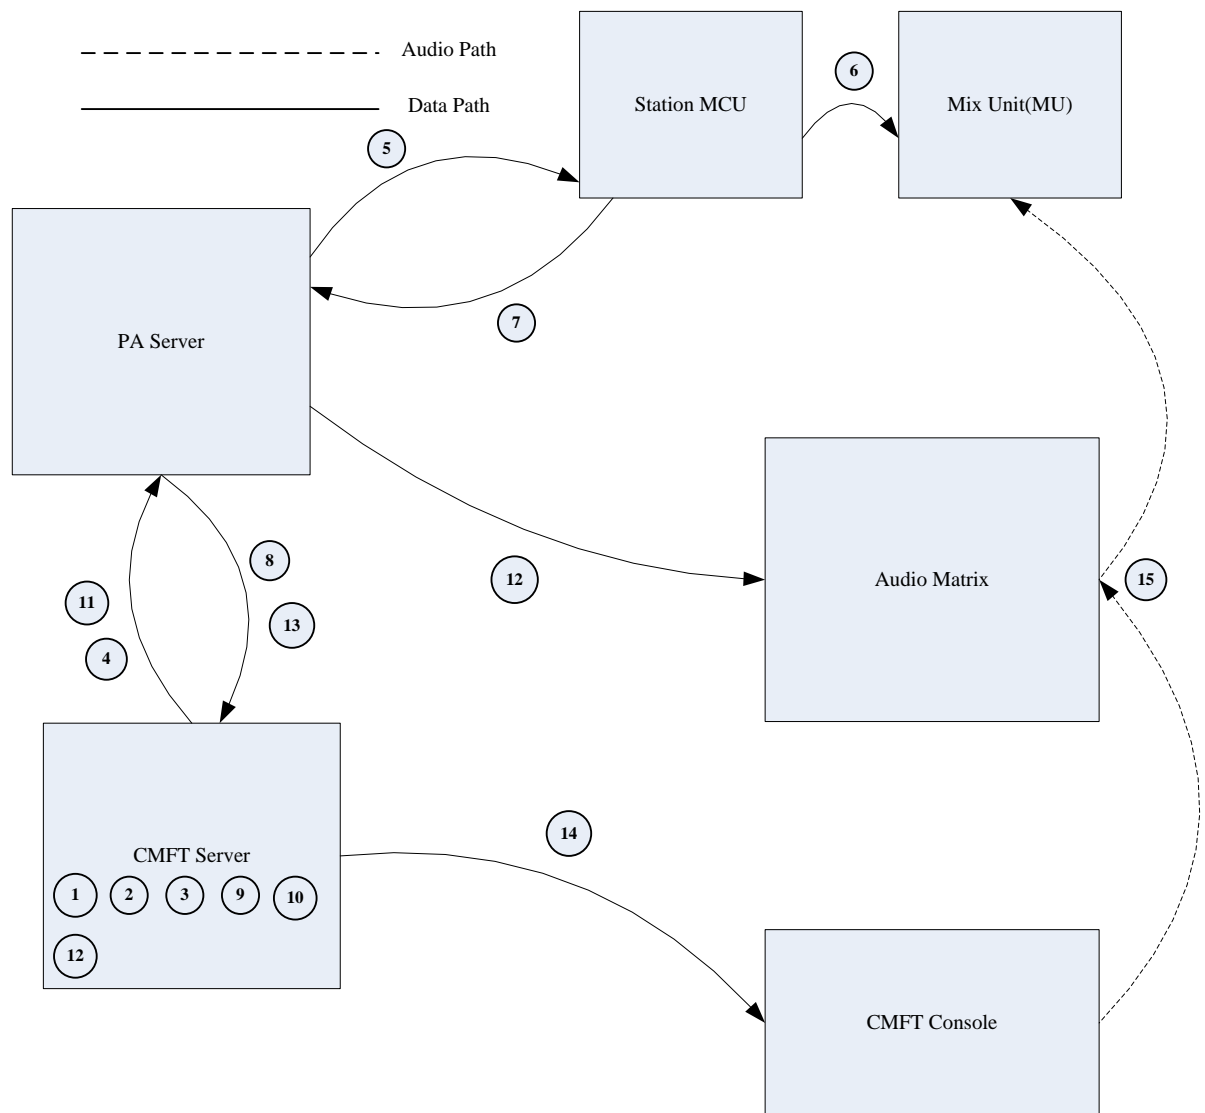 Audio Path
Data Path
Station MCU
Mix Unit(MU)
6
5
7
PA Server
8
12
13
11
4
Audio Matrix
15
14
CMFT Server
1 2 3 9 10
12
CMFT Console